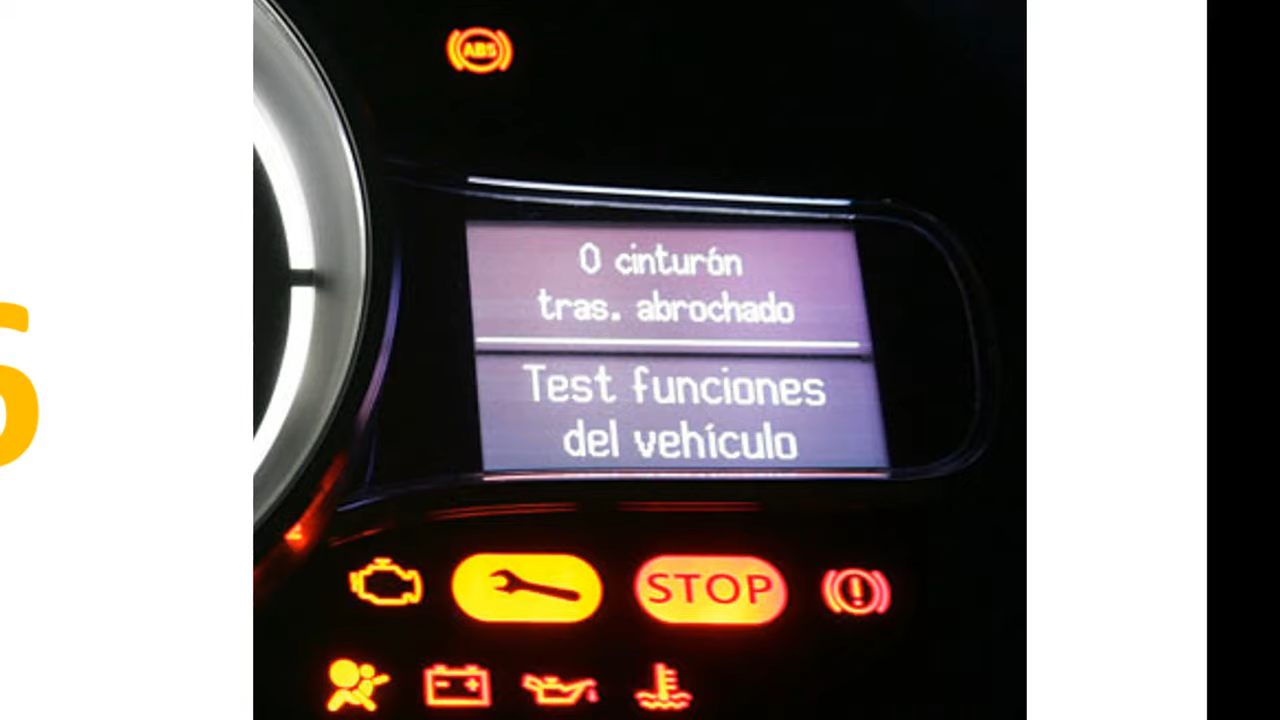 ABS
0 cinturón
tras. abrochado
Test funciones
del vehículo
STOP